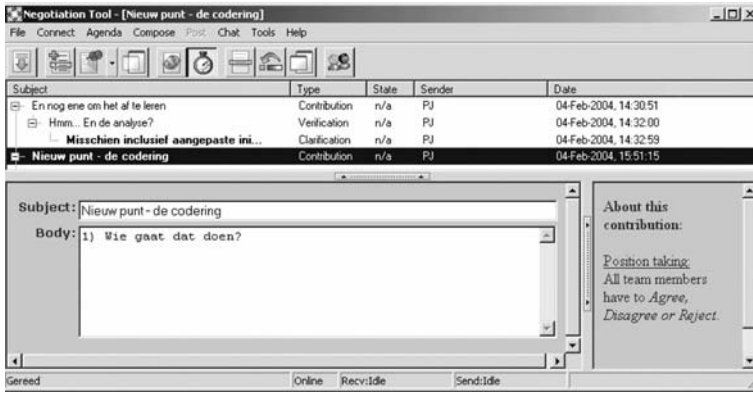 Negotiation Tool - [Nieuw punt - de codering]
File Connect Agenda Compose Post Chat Tools Help
Subject Type State Sender Date
En nog ene om het af te leren Contribution n/a PJ 04-Feb-2004, 14:30:51
Hmm... En de analyse? Verification n/a PJ 04-Feb-2004, 14:32:00
Misschien inclusief aangepaste ini... Clarification n/a PJ 04-Feb-2004, 14:32:59
Nieuw punt - de codering Contribution n/a PJ 04-Feb-2004, 15:51:15
Subject: Nieuw punt - de codering
Body: 1) Wie gaat dat doen?
About this
contribution:
Position taking:
All team members
have to Agree,
Disagree or Reject.
Gereed Online Recv:Idle Send:Idle